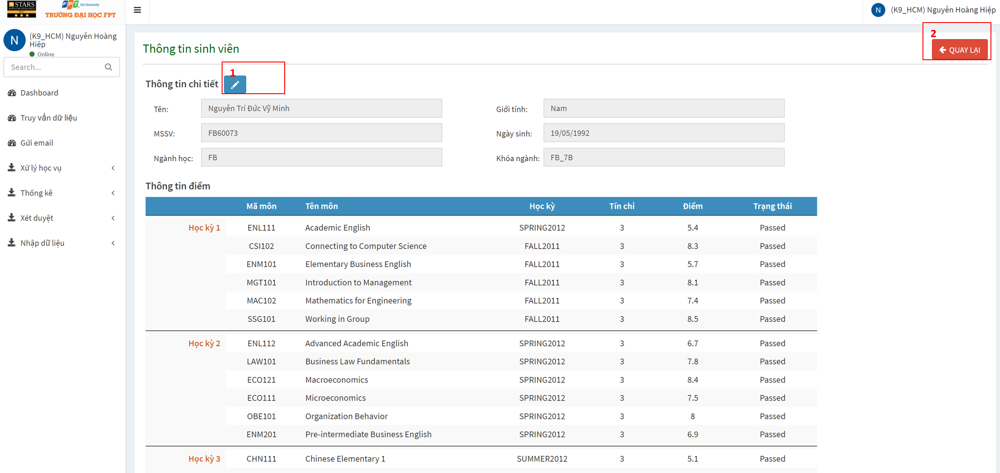 STARS
RATED FOR EXCELLENCE
2012
FPT. Fpt University
TRƯỜNG ĐẠI HỌC FPT
N (K9_HCM) Nguyễn Hoàng Hiệp
N (K9_HCM) Nguyễn Hoàng
Hiệp
Online
Search...
Dashboard
Truy vấn dữ liệu
Gửi email
Xử lý học vụ
Thống kê
Xét duyệt
Nhập dữ liệu
2
Thông tin sinh viên
QUAY LẠI
1
Thông tin chi tiết
Tên: Nguyễn Trí Đức Vỹ Minh Giới tính: Nam
MSSV: FB60073 Ngày sinh: 19/05/1992
Ngành học: FB Khóa ngành: FB_7B
Thông tin điểm
Mã môn Tên môn Học kỳ Tín chỉ Điểm Trạng thái
Học kỳ 1 ENL111 Academic English SPRING2012 3 5.4 Passed
CSI102 Connecting to Computer Science FALL2011 3 8.3 Passed
ENM101 Elementary Business English FALL2011 3 5.7 Passed
MGT101 Introduction to Management FALL2011 3 8.1 Passed
MAC102 Mathematics for Engineering FALL2011 3 7.4 Passed
SSG101 Working in Group FALL2011 3 8.5 Passed
Học kỳ 2 ENL112 Advanced Academic English SPRING2012 3 6.7 Passed
LAW101 Business Law Fundamentals SPRING2012 3 7.8 Passed
ECO121 Macroeconomics SPRING2012 3 8.4 Passed
ECO111 Microeconomics SPRING2012 3 7.5 Passed
OBE101 Organization Behavior SPRING2012 3 8 Passed
ENM201 Pre-intermediate Business English SPRING2012 3 6.9 Passed
Học kỳ 3 CHN111 Chinese Elementary 1 SUMMER2012 3 5.1 Passed